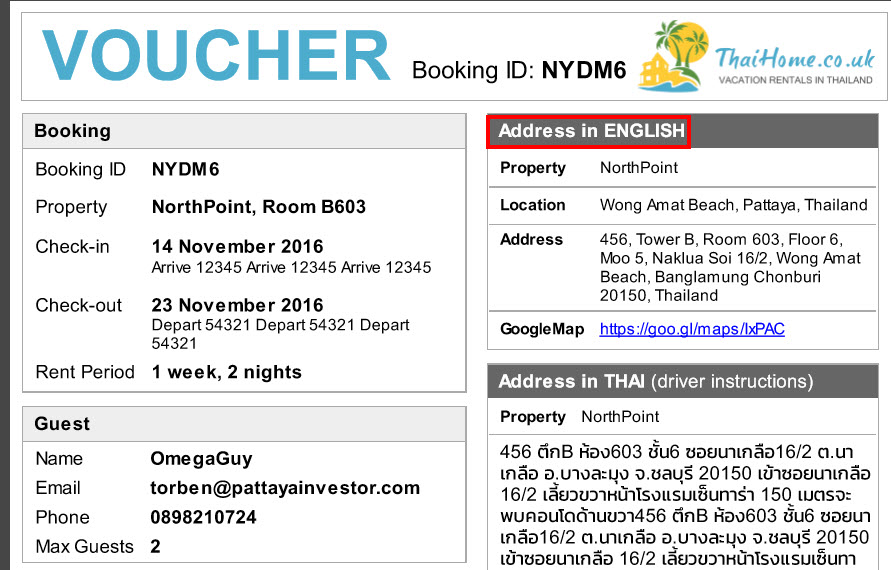 VOUCHER
Booking ID: NYDM6
ThaiHome.co.uk
VACATION RENTALS IN THAILAND
Booking
Booking ID NYDM6
Property NorthPoint, Room B603
Check-in 14 November 2016
Arrive 12345 Arrive 12345 Arrive 12345
Check-out 23 November 2016
Depart 54321 Depart 54321 Depart
54321
Rent Period 1 week, 2 nights
Guest
Name OmegaGuy
Email torben@pattayainvestor.com
Phone 0898210724
Max Guests 2
Address in ENGLISH
Property NorthPoint
Location Wong Amat Beach, Pattaya, Thailand
Address 456, Tower B, Room 603, Floor 6,
Moo 5, Naklua Soi 16/2, Wong Amat
Beach, Banglamung Chonburi
20150, Thailand
GoogleMap https://goo.gl/maps/IxPAC
Address in THAI (driver instructions)
Property NorthPoint
456 ตึกB ห้อง603 ชั้น6 ซอยนาเกลือ16/2 ต.นา
เกลือ อ.บางละมุง จ.ชลบุรี 20150 เข้าซอยนาเกลือ
16/2 เลี้ยวขวาหน้าโรงแรมเซ็นทาร่า 150 เมตรจะ
พบคอนโดด้านขวา456 ตึกB ห้อง603 ชั้น6 ซอยนา
เกลือ16/2 ต.นาเกลือ อ.บางละมุง จ.ชลบุรี 20150
เข้าซอยนาเกลือ 16/2 เลี้ยวขวาหน้าโรงแรมเซ็นทา